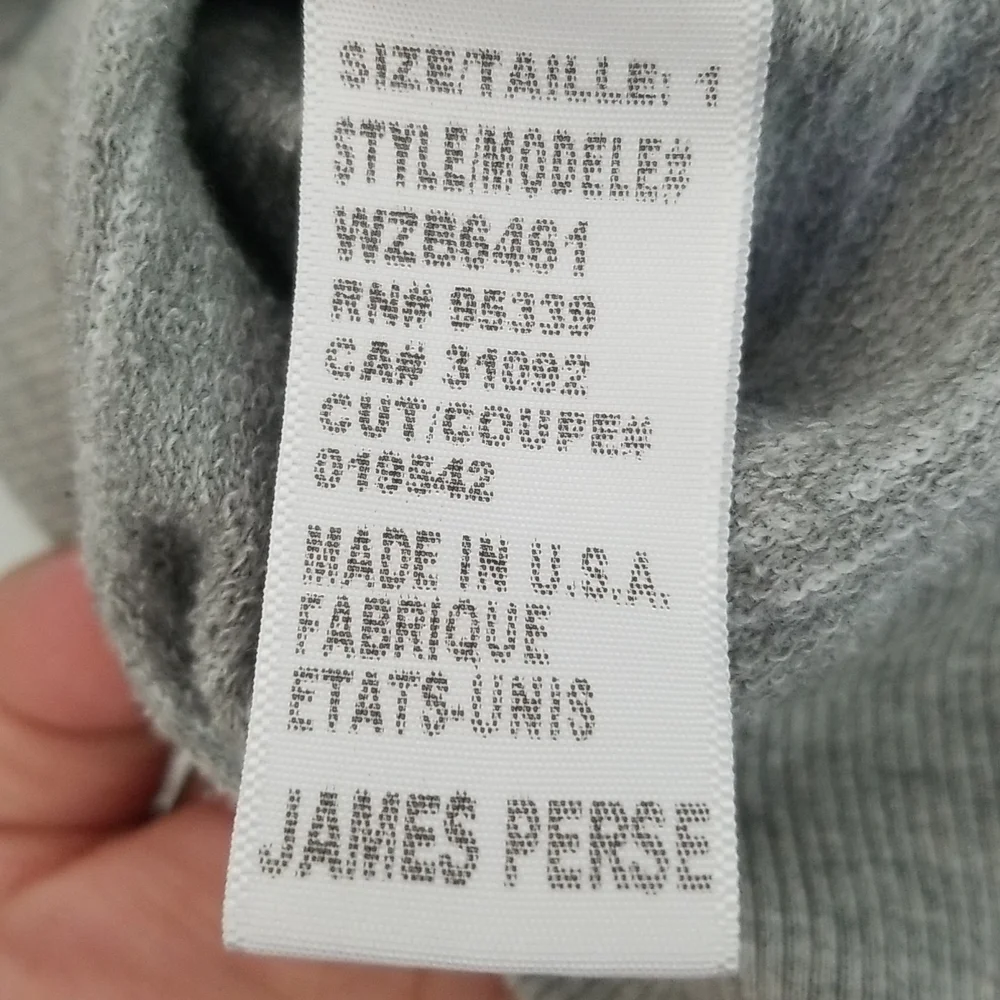 SIZE/TAILLE: 1
STYLE/MODELE#
WZB6461
RN# 85339
CA# 31092
CUT/COUPE#
019542
MADE IN U.S.A.
FABRIQUE
ETATS-UNIS
JAMES PERSE